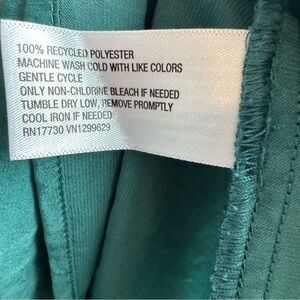 100% RECYCLED POLYESTER
MACHINE WASH COLD WITH LIKE COLORS
GENTLE CYCLE
ONLY NON-CHLORINE BLEACH IF NEEDED
TUMBLE DRY LOW, REMOVE PROMPTLY
COOL IRON IF NEEDED
RN17730 VN1299629